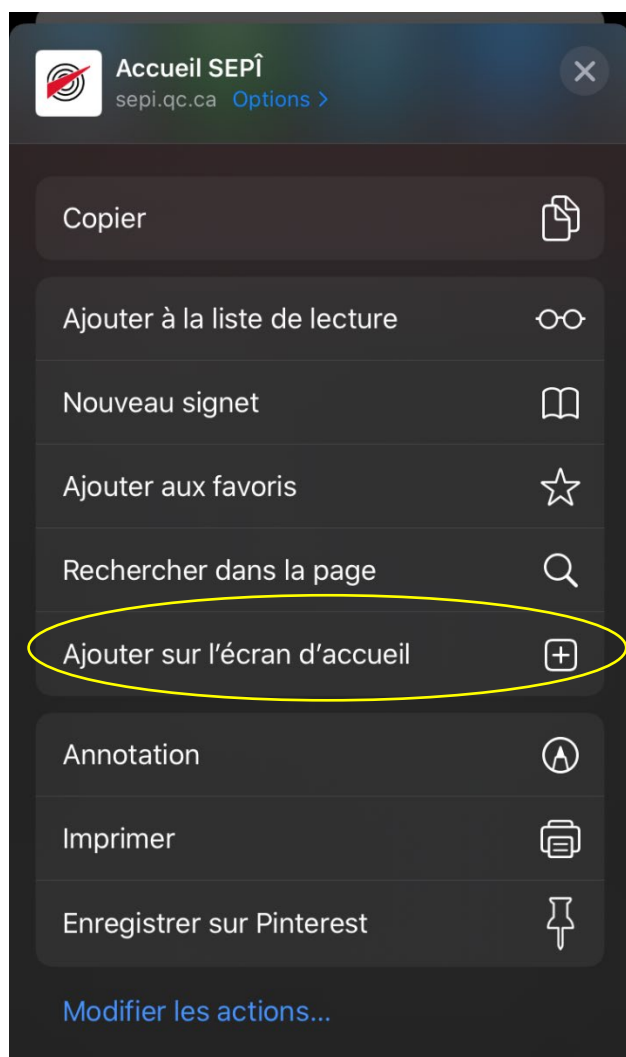 Accueil SEPÎ
sepi.qc.ca Options >
Copier
Ajouter à la liste de lecture
Nouveau signet
Ajouter aux favoris
Rechercher dans la page
Ajouter sur l’écran d’accueil
Annotation
Imprimer
Enregistrer sur Pinterest
Modifier les actions...